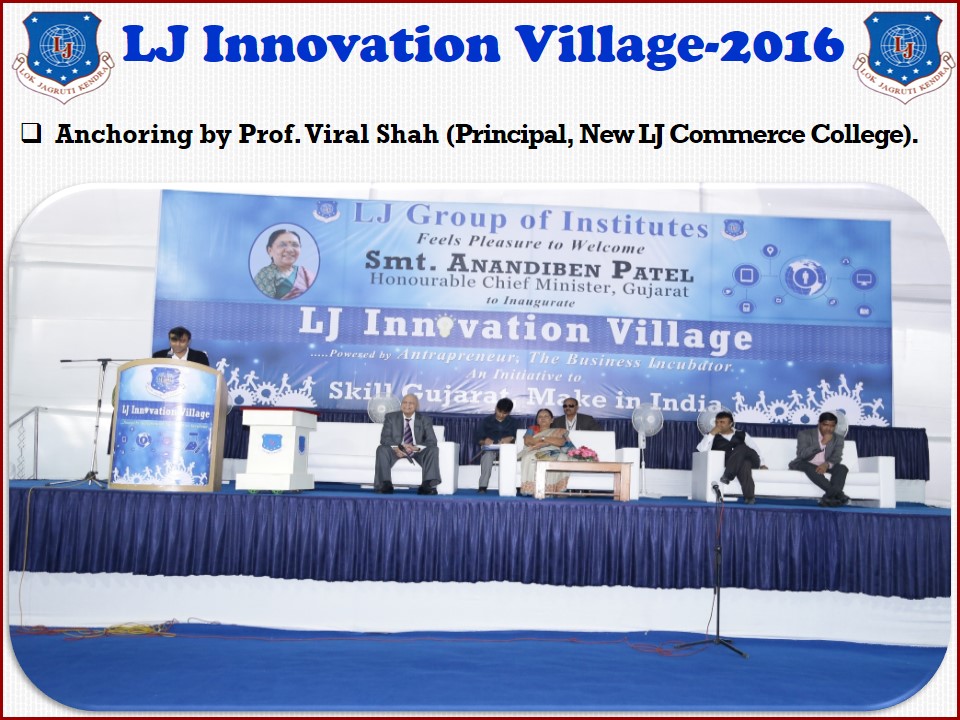 LJ Innovation Village-2016
LJ
LOK JAGRUTI KENDRA
LJ
LOK JAGRUTI KENDRA
Anchoring by Prof. Viral Shah (Principal, New LJ Commerce College).
LJ Group of Institutes
Feels Pleasure to Welcome
Smt. ANANDIBEN PATEL
Honourable Chief Minister, Gujarat
to Inaugurate
LJ Innovation Village
.....Powered by Antrapreneur, The Business Incubator
An Initiative to
Skill Gujarat, Make in India
LJ Innovation Village